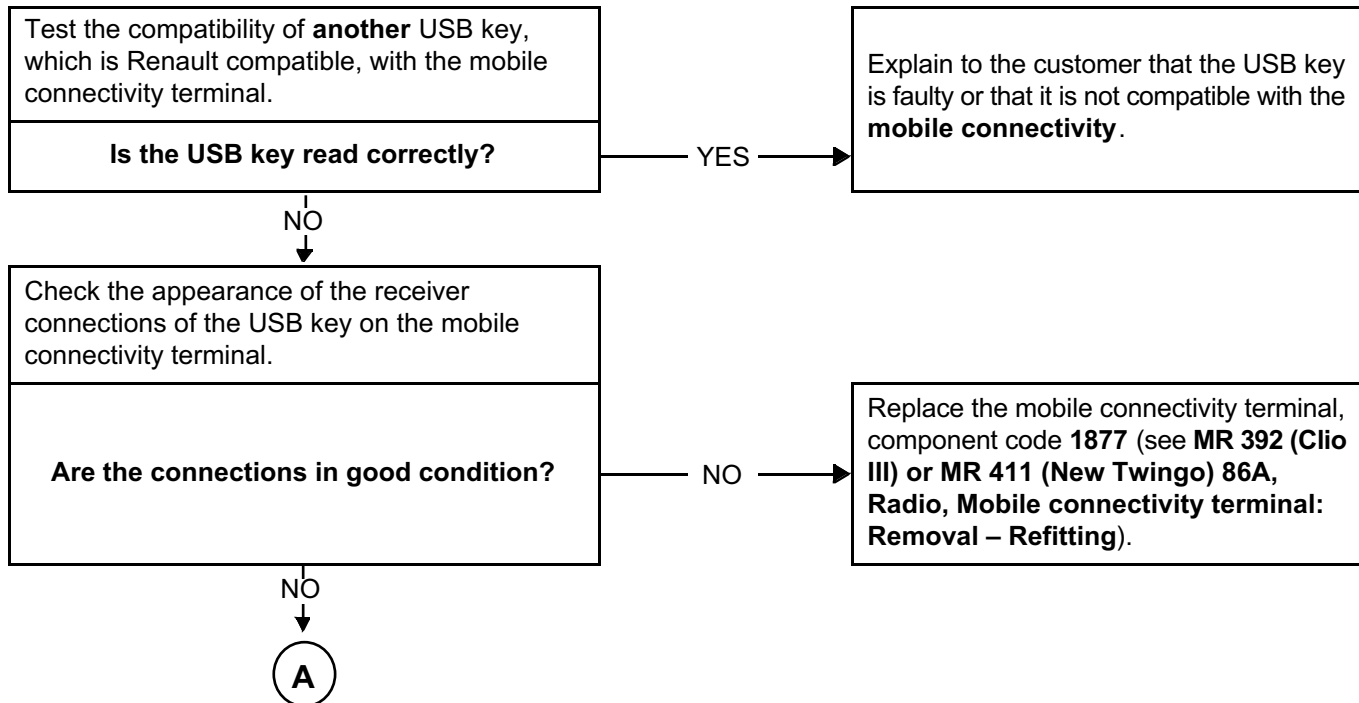 Test the compatibility of another USB key,
which is Renault compatible, with the mobile
connectivity terminal.
Is the USB key read correctly?
YES
Explain to the customer that the USB key
is faulty or that it is not compatible with the
mobile connectivity.
NO
Check the appearance of the receiver
connections of the USB key on the mobile
connectivity terminal.
Are the connections in good condition?
NO
Replace the mobile connectivity terminal,
component code 1877 (see MR 392 (Clio
III) or MR 411 (New Twingo) 86A,
Radio, Mobile connectivity terminal:
Removal – Refitting).
NO
A